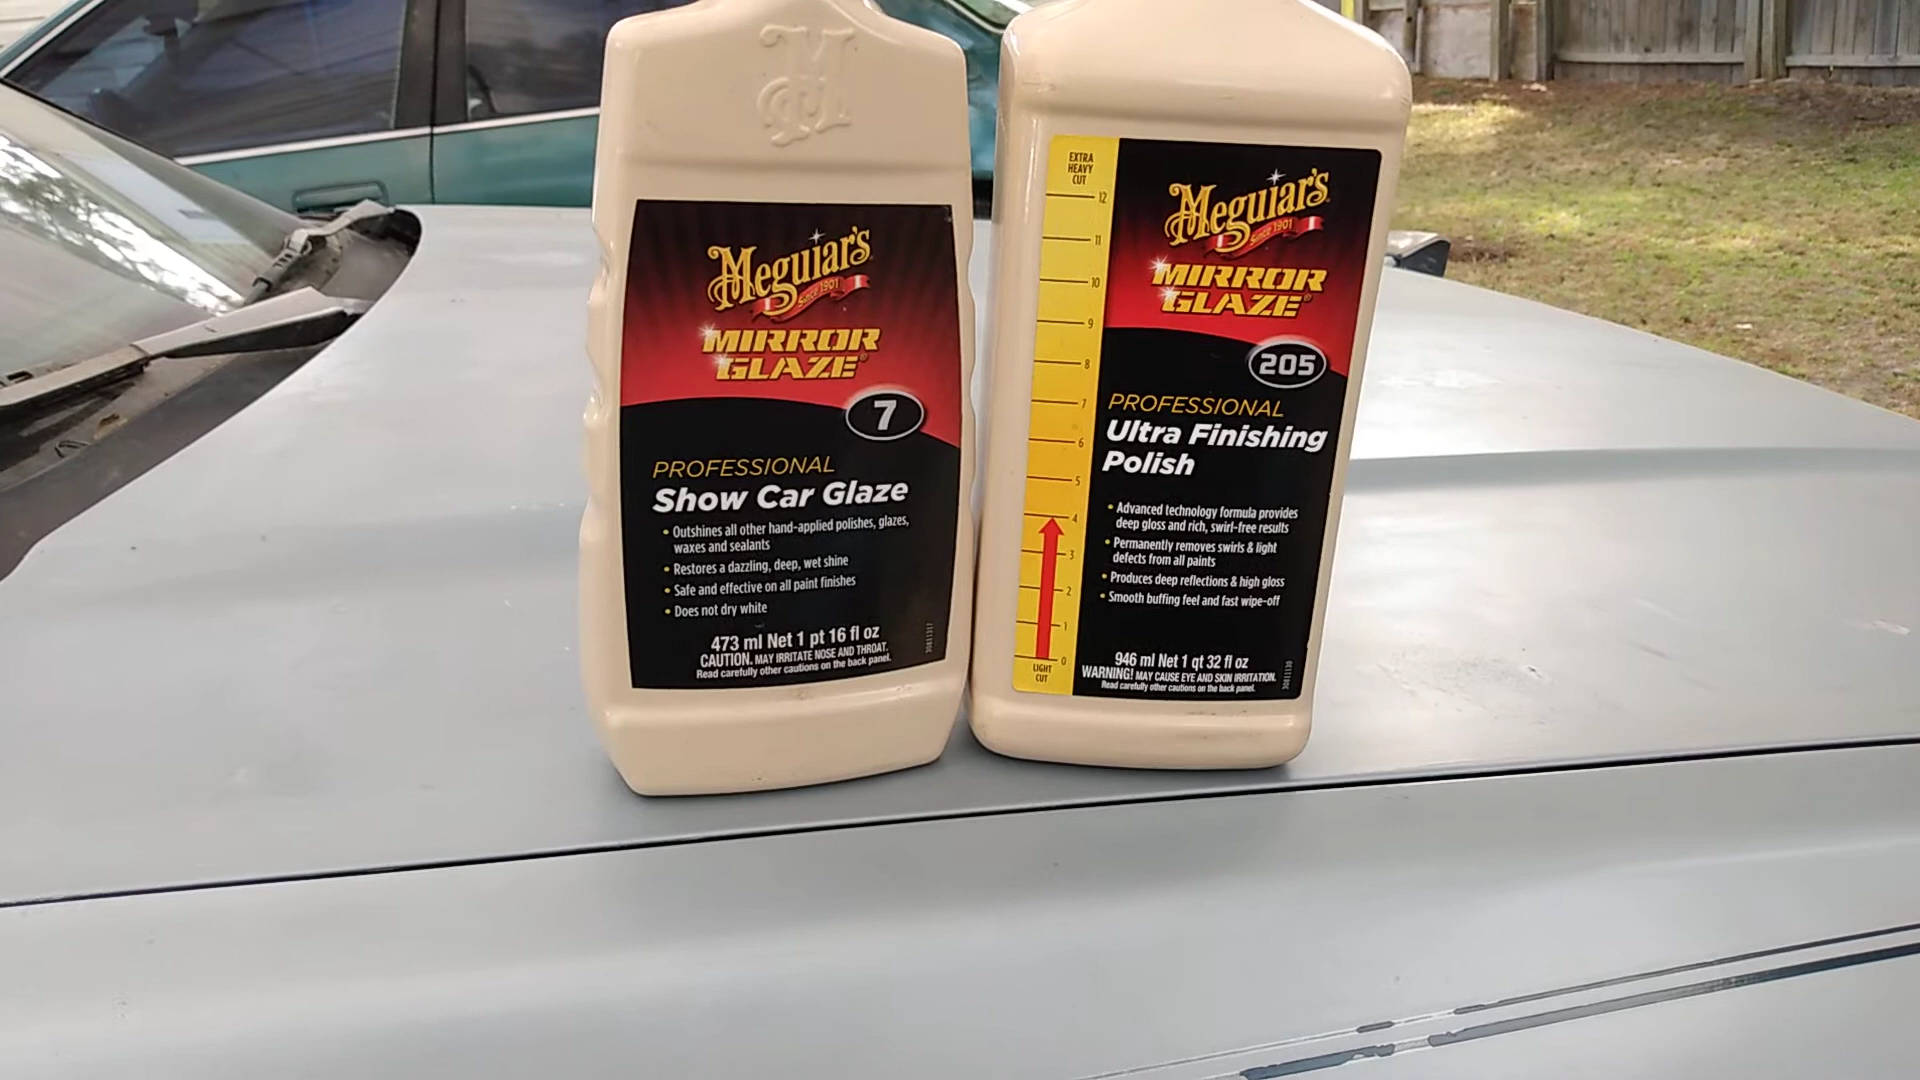 M
Meguiar's
Since 1901
MIRROR
GLAZE®
7
PROFESSIONAL
Show Car Glaze
• Outshines all other hand-applied polishes, glazes,
waxes and sealants
• Restores a dazzling, deep, wet shine
• Safe and effective on all paint finishes
• Does not dry white
473 ml Net 1 pt 16 fl oz
CAUTION. MAY IRRITATE NOSE AND THROAT.
Read carefully other cautions on the back panel.
EXTRA
HEAVY
CUT
12
11
10
9
8
7
6
5
4
3
2
1
0
LIGHT
CUT
Meguiar's
Since 1901
MIRROR
GLAZE®
205
PROFESSIONAL
Ultra Finishing
Polish
• Advanced technology formula provides
deep gloss and rich, swirl-free results
• Permanently removes swirls & light
defects from all paints
• Produces deep reflections & high gloss
• Smooth buffing feel and fast wipe-off
946 ml Net 1 qt 32 fl oz
WARNING! MAY CAUSE EYE AND SKIN IRRITATION.
Read carefully other cautions on the back panel.